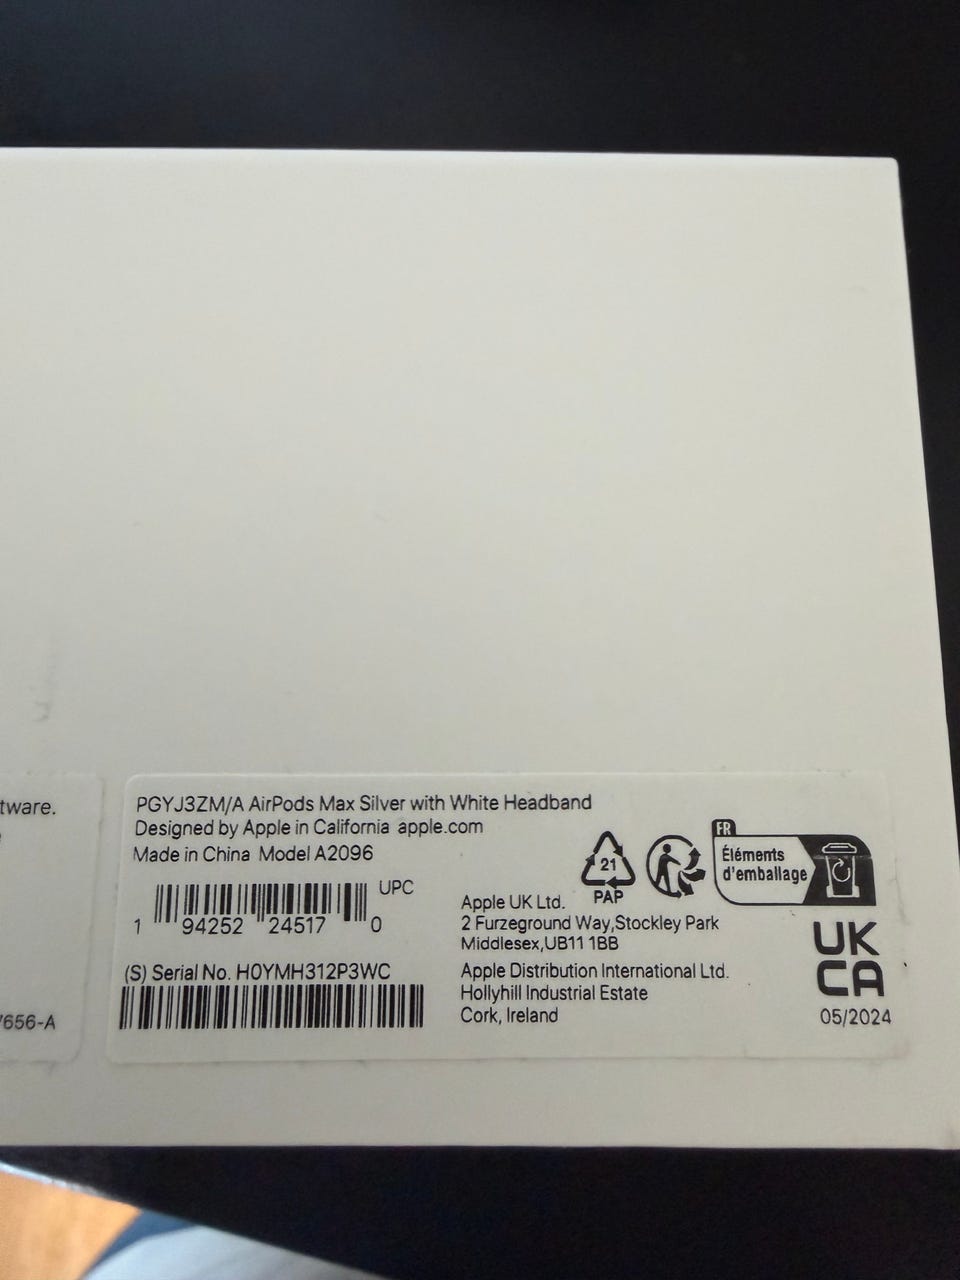 tware.
7656-A
PGYJ3ZM/A AirPods Max Silver with White Headband
Designed by Apple in California apple.com
Made in China Model A2096
UPC
1 94252 24517 0
(S) Serial No. H0YMH312P3WC
Apple UK Ltd.
2 Furzeground Way,Stockley Park
Middlesex,UB11 1BB
Apple Distribution International Ltd.
Hollyhill Industrial Estate
Cork, Ireland
21
PAP
FR
Éléments
d'emballage
UK
CA
05/2024